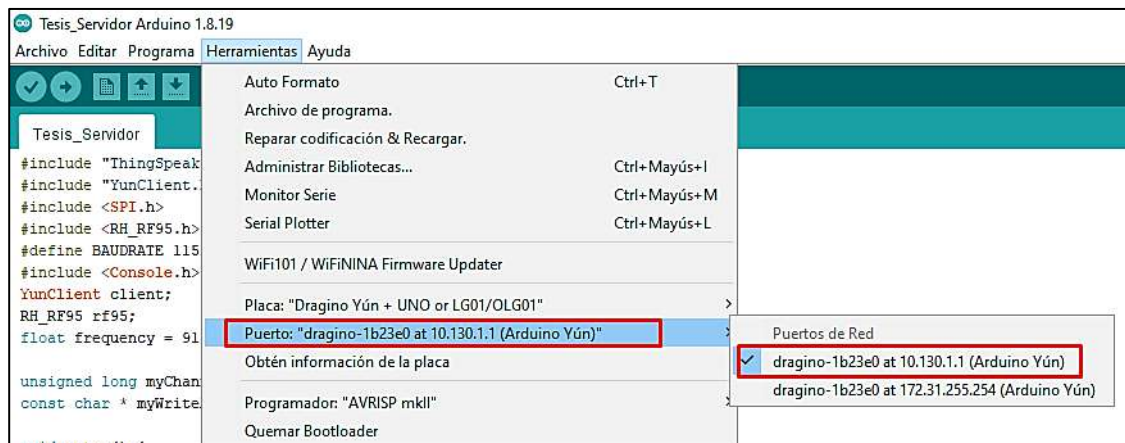 Tesis_Servidor Arduino 1.8.19
Archivo Editar Programa Herramientas Ayuda
Tesis_Servidor
#include "ThingSpeak
#include "YunClient.
#include <SPI.h>
#include <RH_RF95.h>
#define BAUDRATE 115
#include <Console.h>
YunClient client;
RH_RF95 rf95;
float frequency = 91
unsigned long myChan
const char * myWrite
Auto Formato Ctrl+T
Archivo de programa.
Reparar codificación & Recargar.
Administrar Bibliotecas... Ctrl+Mayús+I
Monitor Serie Ctrl+Mayús+M
Serial Plotter Ctrl+Mayús+L
WiFi101 / WiFiNINA Firmware Updater
Placa: "Dragino Yún + UNO or LG01/OLG01"
Puerto: "dragino-1b23e0 at 10.130.1.1 (Arduino Yún)"
Obtén información de la placa
Programador: "AVRISP mkII"
Quemar Bootloader
Puertos de Red
dragino-1b23e0 at 10.130.1.1 (Arduino Yún)
dragino-1b23e0 at 172.31.255.254 (Arduino Yún)